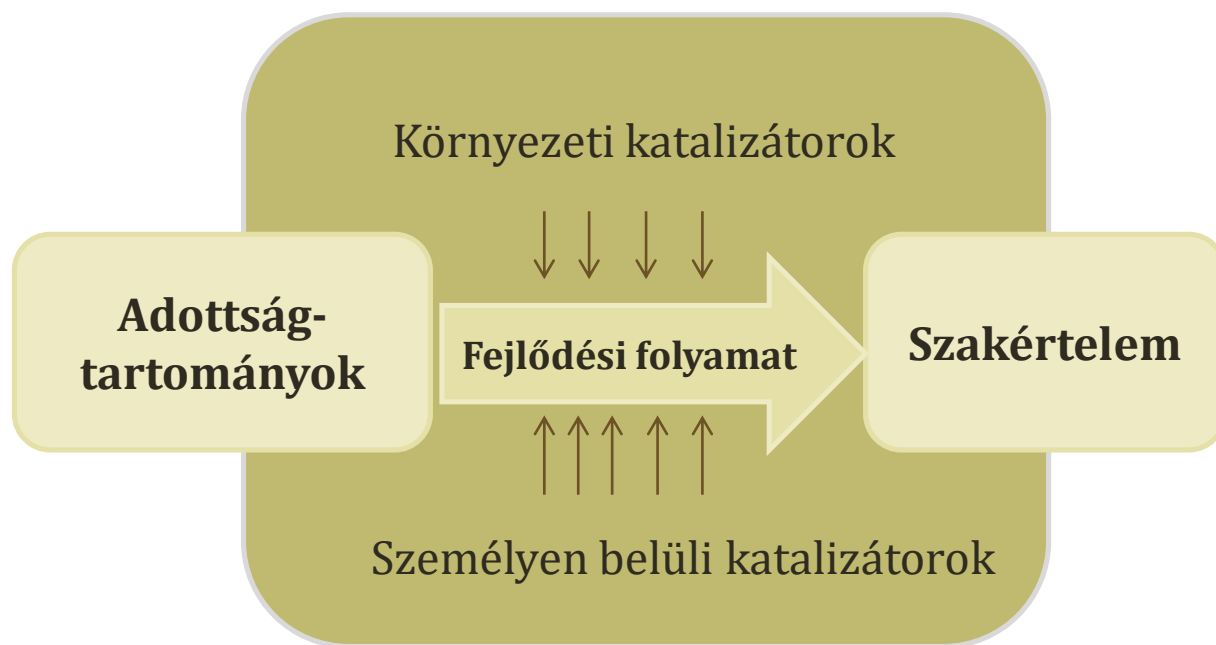 Környezeti katalizátorok
Adottság-
tartományok
Fejlődési folyamat
Szakértelem
Személyen belüli katalizátorok